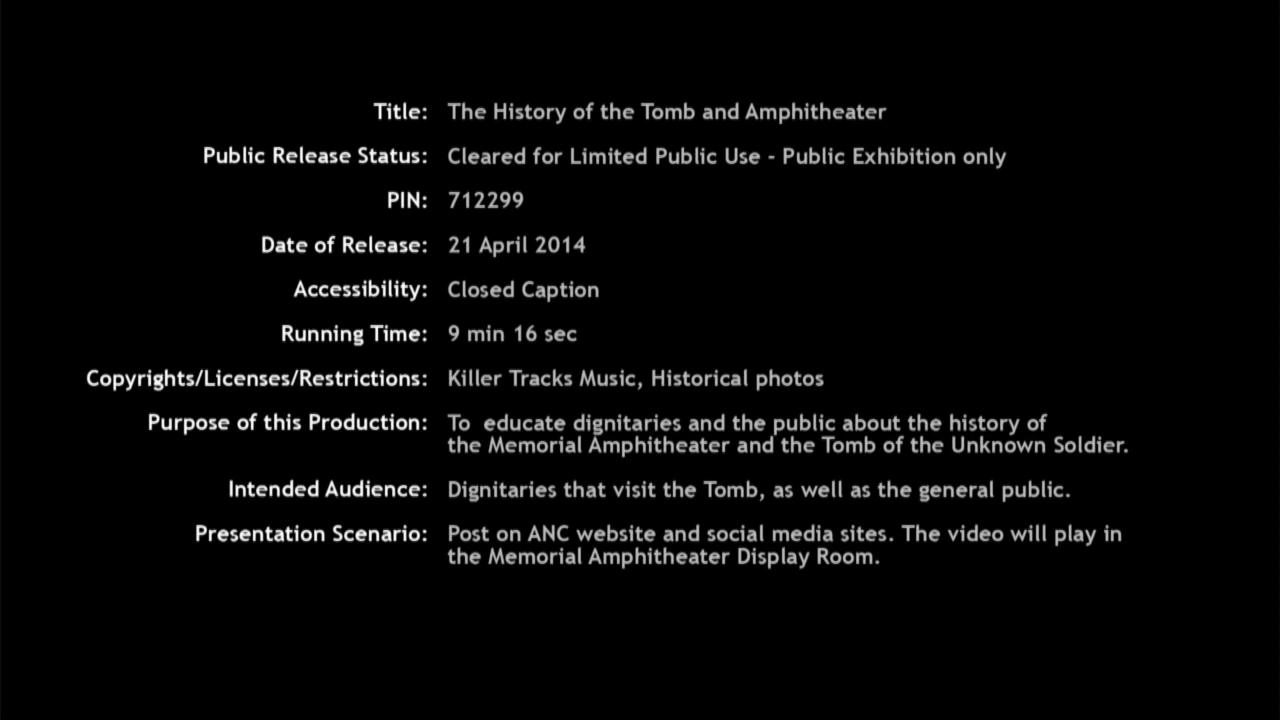 Title: The History of the Tomb and Amphitheater
Public Release Status: Cleared for Limited Public Use - Public Exhibition only
PIN: 712299
Date of Release: 21 April 2014
Accessibility: Closed Caption
Running Time: 9 min 16 sec
Copyrights/Licenses/Restrictions: Killer Tracks Music, Historical photos
Purpose of this Production: To  educate dignitaries and the public about the history of
the Memorial Amphitheater and the Tomb of the Unknown Soldier.
Intended Audience: Dignitaries that visit the Tomb, as well as the general public.
Presentation Scenario: Post on ANC website and social media sites. The video will play in
the Memorial Amphitheater Display Room.